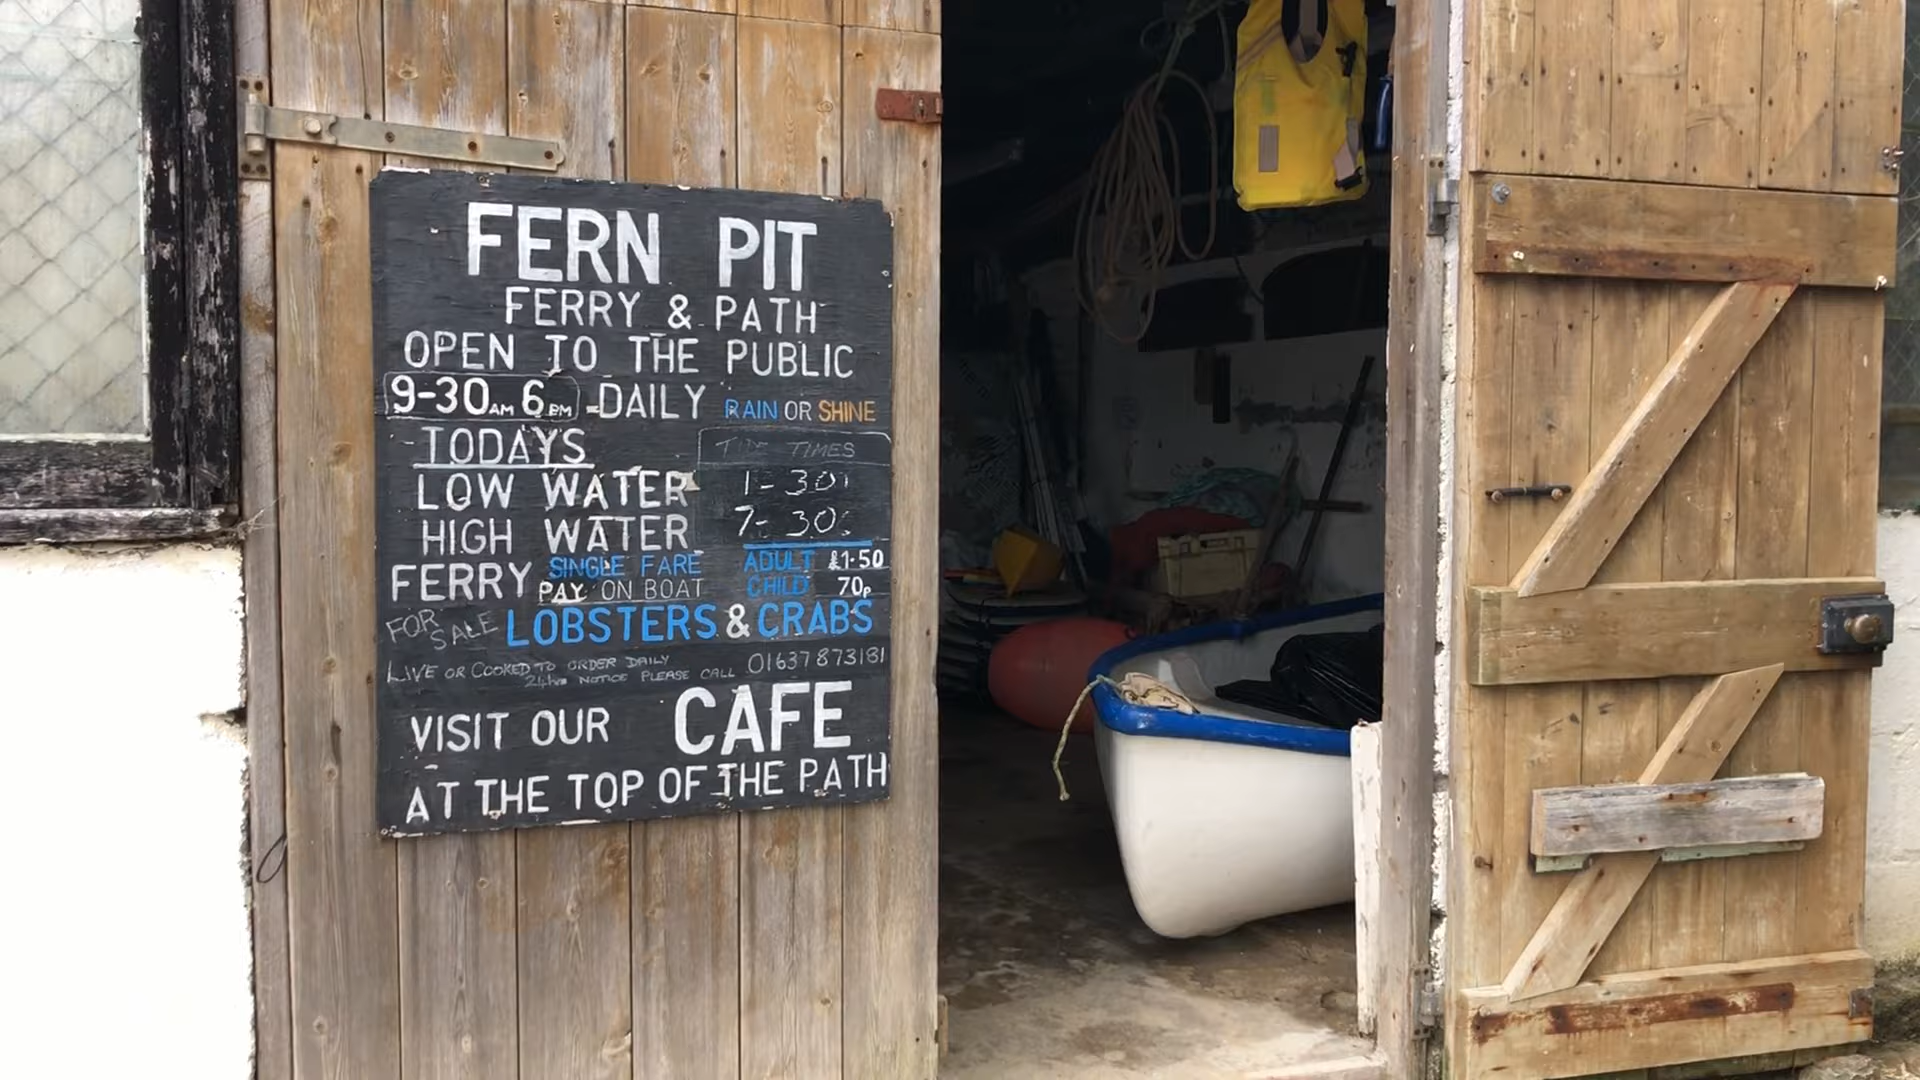 FERN PIT
FERRY & PATH
OPEN TO THE PUBLIC
9-30AM 6PM -DAILY RAIN OR SHINE
TODAYS TIDE TIMES
LOW WATER 1-30
HIGH WATER 7-30
FERRY SINGLE FARE ADULT £1·50
PAY ON BOAT CHILD 70p
FOR SALE LOBSTERS & CRABS
LIVE OR COOKED TO ORDER DAILY
24hrs NOTICE PLEASE CALL 01637 873181
VISIT OUR CAFE
AT THE TOP OF THE PATH